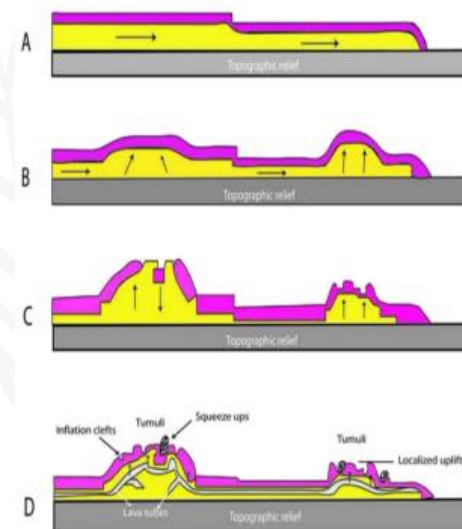 A
Topographic relief
B
Topographic relief
C
Topographic relief
Inflation clefts
Tumuli
Squeeze ups
Tumuli
Localized uplift
D
Lava tubes
Topographic relief